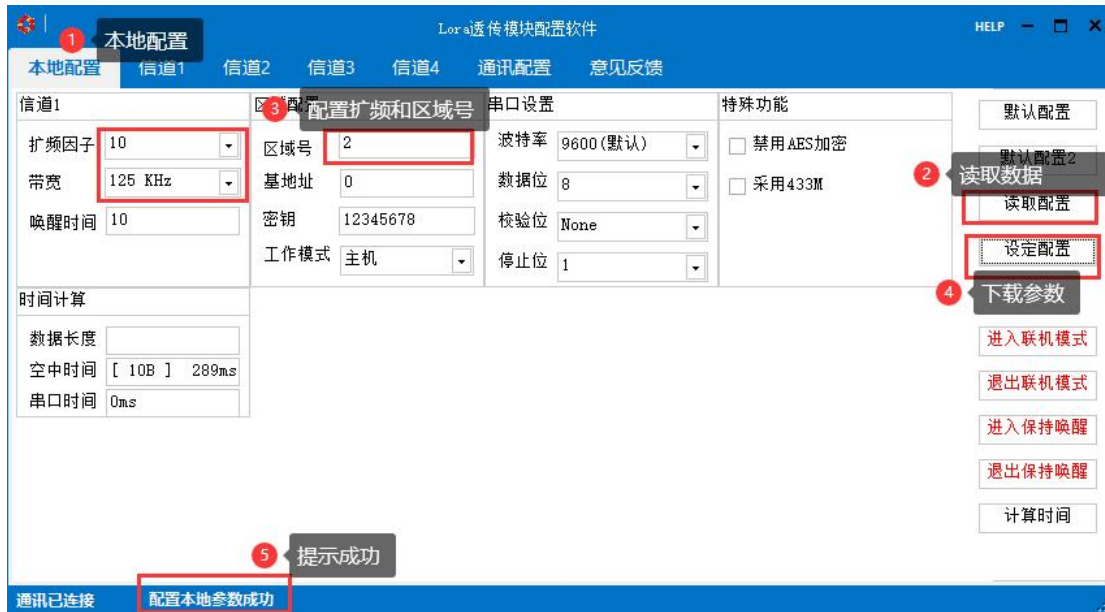 Lora透传模块配置软件
HELP
1 本地配置
本地配置 信道1 信道2 信道3 信道4 通讯配置 意见反馈
信道1
扩频因子 10
带宽 125 KHz
唤醒时间 10
3 配置扩频和区域号
区域号 2
基地址 0
密钥 12345678
工作模式 主机
串口设置
波特率 9600(默认)
数据位 8
校验位 None
停止位 1
特殊功能
禁用AES加密
采用433M
默认配置
默认配置2
2 读取数据
读取配置
设定配置
4 下载参数
进入联机模式
退出联机模式
进入保持唤醒
退出保持唤醒
计算时间
时间计算
数据长度
空中时间 [ 10B ] 289ms
串口时间 0ms
5 提示成功
通讯已连接 配置本地参数成功